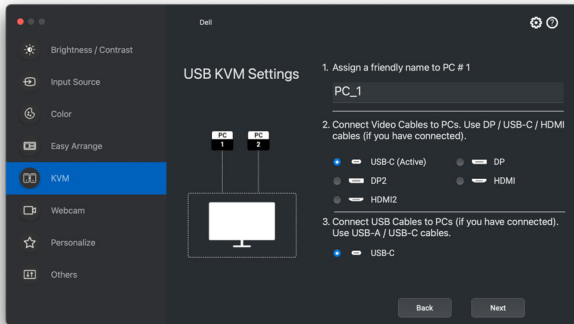 Dell
Brightness / Contrast
Input Source
Color
Easy Arrange
KVM
Webcam
Personalize
Others
USB KVM Settings
PC
1
PC
2
1. Assign a friendly name to PC # 1
PC_1
2. Connect Video Cables to PCs. Use DP / USB-C / HDMI
cables (if you have connected).
USB-C (Active)
DP
DP2
HDMI
HDMI2
3. Connect USB Cables to PCs (if you have connected).
Use USB-A / USB-C cables.
USB-C
Back
Next